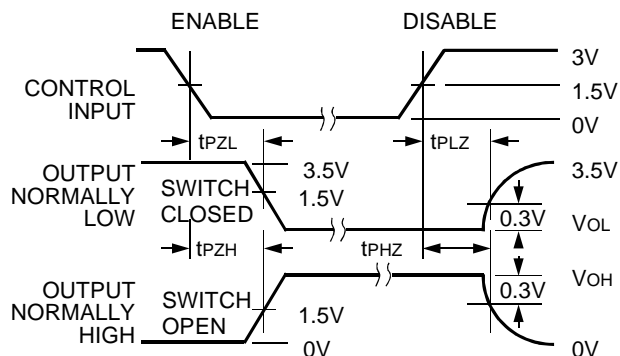 ENABLE
DISABLE
3V
CONTROL
INPUT
1.5V
0V
tPZL
tPLZ
OUTPUT
NORMALLY
LOW
SWITCH
CLOSED
3.5V
1.5V
3.5V
0.3V
VOL
tPZH
tPHZ
OUTPUT
NORMALLY
HIGH
SWITCH
OPEN
1.5V
0V
0.3V
VOH
0V